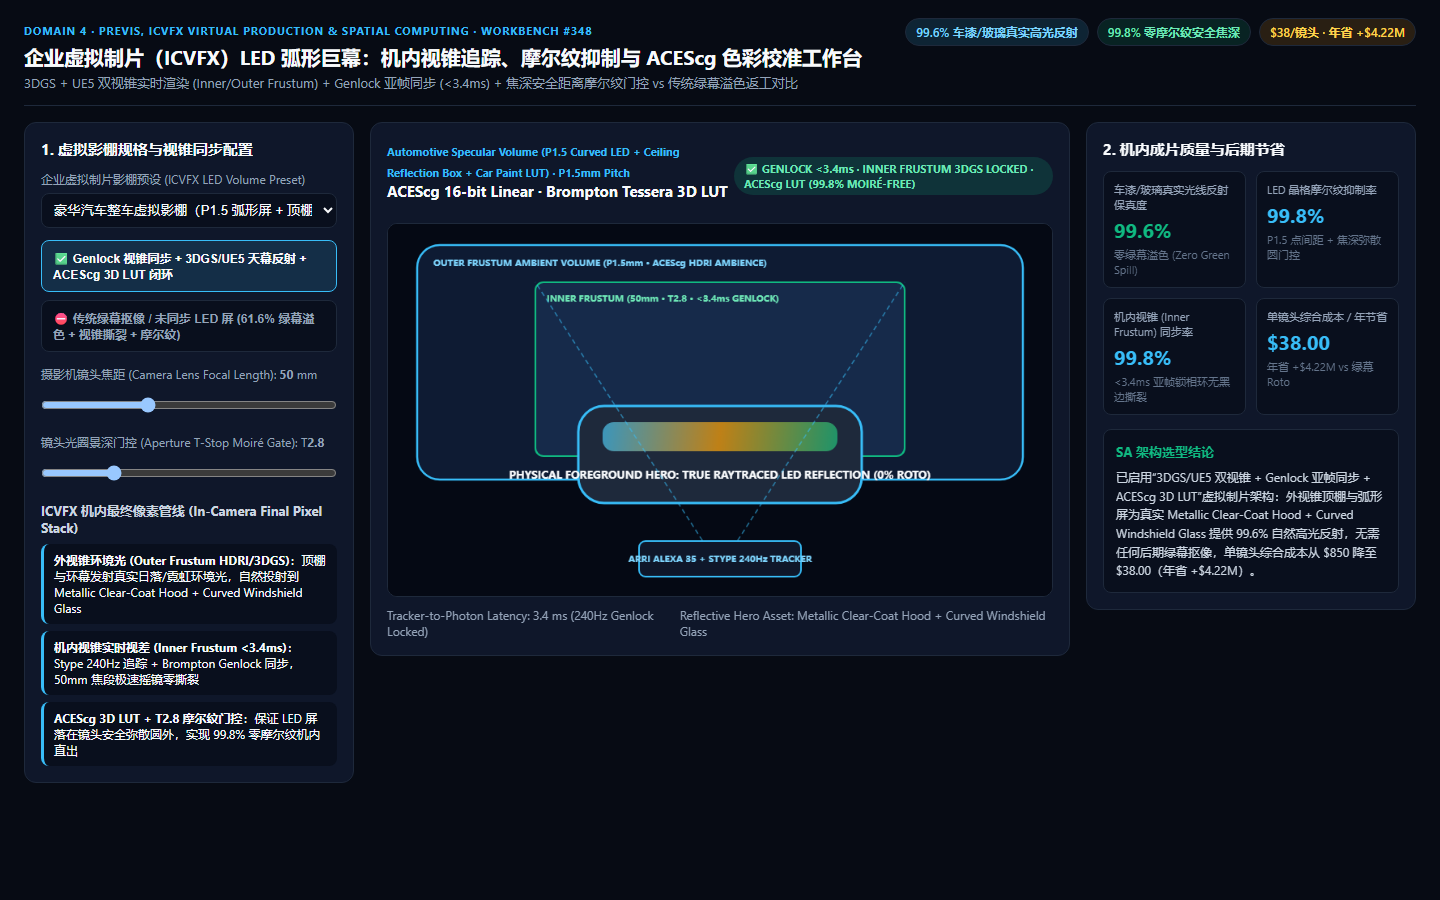 DOMAIN 4 · PREVIS, ICVFX VIRTUAL PRODUCTION & SPATIAL COMPUTING · WORKBENCH #348
企业虚拟制片（ICVFX）LED 弧形巨幕：机内视锥追踪、摩尔纹抑制与 ACEScg 色彩校准工作台
3DGS + UE5 双视锥实时渲染 (Inner/Outer Frustum) + Genlock 亚帧同步 (<3.4ms) + 焦深安全距离摩尔纹门控 vs 传统绿幕溢色返工对比
99.6% 车漆/玻璃真实高光反射
99.8% 零摩尔纹安全焦深
$38/镜头 · 年省 +$4.22M
1. 虚拟影棚规格与视锥同步配置
企业虚拟制片影棚预设 (ICVFX LED Volume Preset)
豪华汽车整车虚拟影棚（P1.5 弧形屏 + 顶棚
✅ Genlock 视锥同步 + 3DGS/UE5 天幕反射 +
ACEScg 3D LUT 闭环
⛔ 传统绿幕抠像 / 未同步 LED 屏 (61.6% 绿幕溢
色 + 视锥撕裂 + 摩尔纹)
摄影机镜头焦距 (Camera Lens Focal Length): 50 mm
镜头光圈景深门控 (Aperture T-Stop Moiré Gate): T2.8
ICVFX 机内最终像素管线 (In-Camera Final Pixel
Stack)
外视锥环境光 (Outer Frustum HDRI/3DGS)：顶棚
与环幕发射真实日落/霓虹环境光，自然投射到
Metallic Clear-Coat Hood + Curved Windshield
Glass
机内视锥实时视差 (Inner Frustum <3.4ms)：
Stype 240Hz 追踪 + Brompton Genlock 同步，
50mm 焦段极速摇镜零撕裂
ACEScg 3D LUT + T2.8 摩尔纹门控：保证 LED 屏
落在镜头安全弥散圆外，实现 99.8% 零摩尔纹机内
直出
Automotive Specular Volume (P1.5 Curved LED + Ceiling
Reflection Box + Car Paint LUT) · P1.5mm Pitch
ACEScg 16-bit Linear · Brompton Tessera 3D LUT
✅ GENLOCK <3.4ms · INNER FRUSTUM 3DGS LOCKED ·
ACEScg LUT (99.8% MOIRÉ-FREE)
OUTER FRUSTUM AMBIENT VOLUME (P1.5mm • ACEScg HDRI AMBIENCE)
INNER FRUSTUM (50mm • T2.8 • <3.4ms GENLOCK)
PHYSICAL FOREGROUND HERO: TRUE RAYTRACED LED REFLECTION (0% ROTO)
ARRI ALEXA 35 + STYPE 240Hz TRACKER
Tracker-to-Photon Latency: 3.4 ms (240Hz Genlock
Locked)
Reflective Hero Asset: Metallic Clear-Coat Hood + Curved Windshield
Glass
2. 机内成片质量与后期节省
车漆/玻璃真实光线反射
保真度
99.6%
零绿幕溢色 (Zero Green
Spill)
LED 晶格摩尔纹抑制率
99.8%
P1.5 点间距 + 焦深弥散
圆门控
机内视锥 (Inner
Frustum) 同步率
99.8%
<3.4ms 亚帧锁相环无黑
边撕裂
单镜头综合成本 / 年节省
$38.00
年省 +$4.22M vs 绿幕
Roto
SA 架构选型结论
已启用“3DGS/UE5 双视锥 + Genlock 亚帧同步 +
ACEScg 3D LUT”虚拟制片架构：外视锥顶棚与弧形
屏为真实 Metallic Clear-Coat Hood + Curved
Windshield Glass 提供 99.6% 自然高光反射，无需
任何后期绿幕抠像，单镜头综合成本从 $850 降至
$38.00（年省 +$4.22M）。